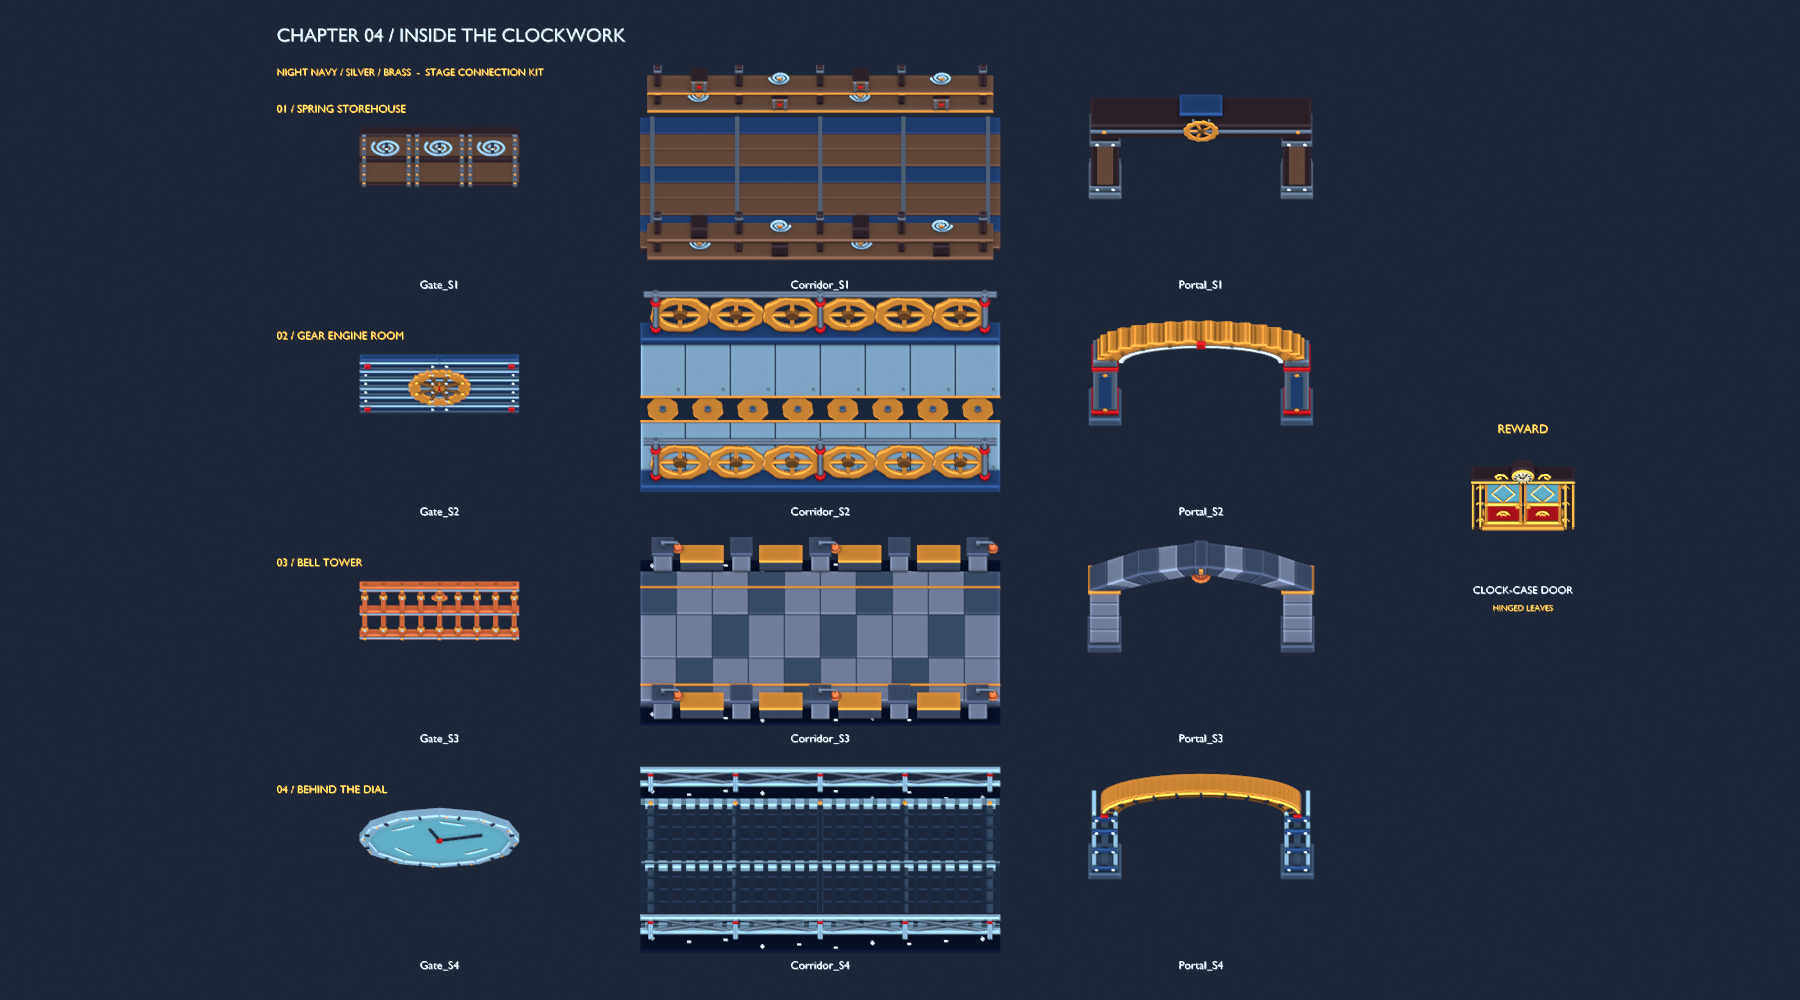 CHAPTER 04 / INSIDE THE CLOCKWORK
NIGHT NAVY / SILVER / BRASS - STAGE CONNECTION KIT
01 / SPRING STOREHOUSE
Gate_S1
Corridor_S1
Portal_S1
02 / GEAR ENGINE ROOM
Gate_S2
Corridor_S2
Portal_S2
REWARD
CLOCK-CASE DOOR
HINGED LEAVES
03 / BELL TOWER
Gate_S3
Corridor_S3
Portal_S3
04 / BEHIND THE DIAL
Gate_S4
Corridor_S4
Portal_S4